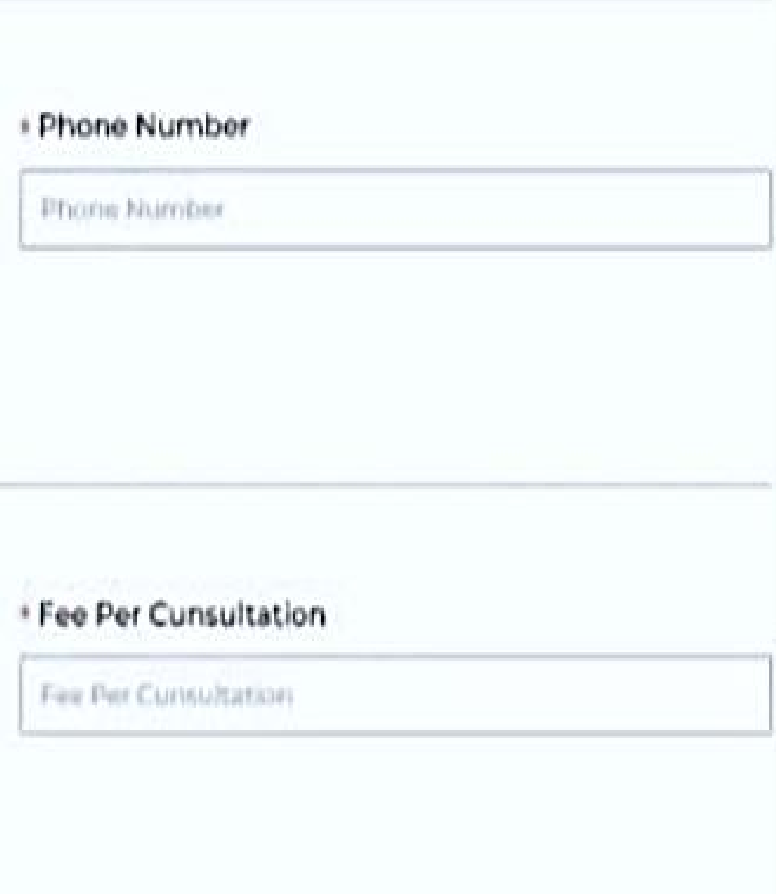 * Phone Number
Phone Number
* Fee Per Cunsultation
Fee Per Cunsultation